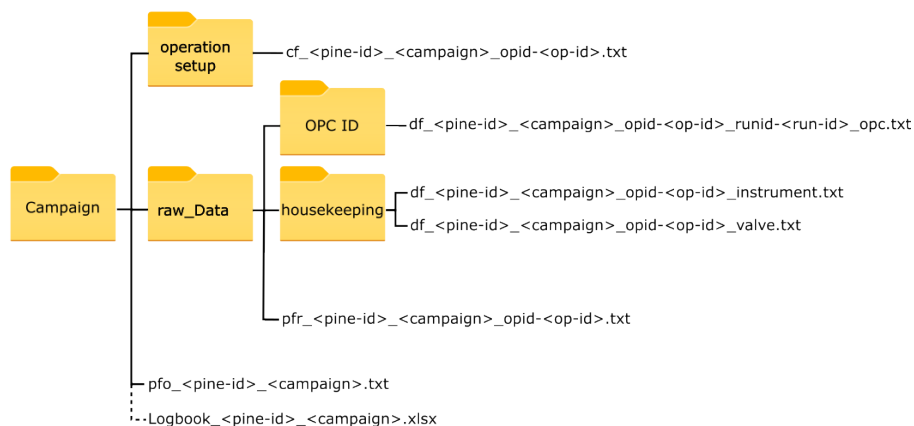 operation
setup
cf_<pine-id>_<campaign>_opid-<op-id>.txt
OPC ID
df_<pine-id>_<campaign>_opid-<op-id>_runid-<run-id>_opc.txt
Campaign
raw_Data
housekeeping
df_<pine-id>_<campaign>_opid-<op-id>_instrument.txt
df_<pine-id>_<campaign>_opid-<op-id>_valve.txt
pfr_<pine-id>_<campaign>_opid-<op-id>.txt
pfo_<pine-id>_<campaign>.txt
Logbook_<pine-id>_<campaign>.xlsx